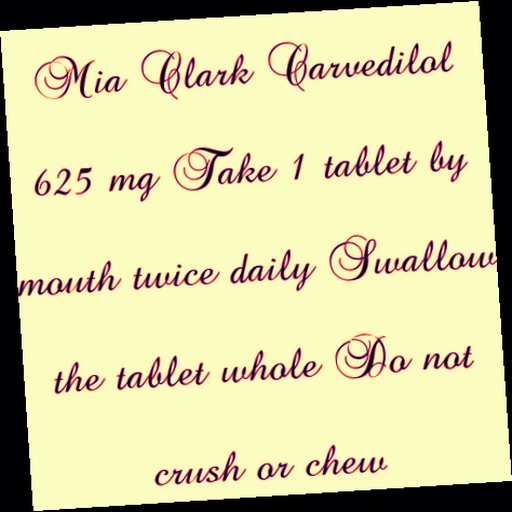 Mia Clark Carvedilol
625 mg Take 1 tablet by
mouth twice daily Swallow
the tablet whole Do not
crush or chew